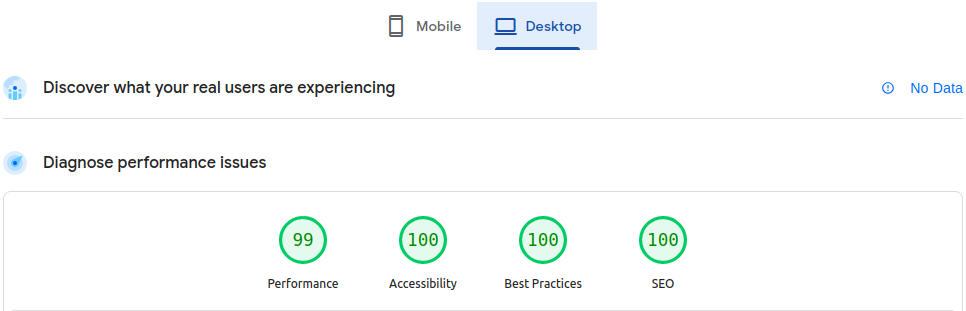 Mobile Desktop
Discover what your real users are experiencing No Data
Diagnose performance issues
99 100 100 100
Performance Accessibility Best Practices SEO